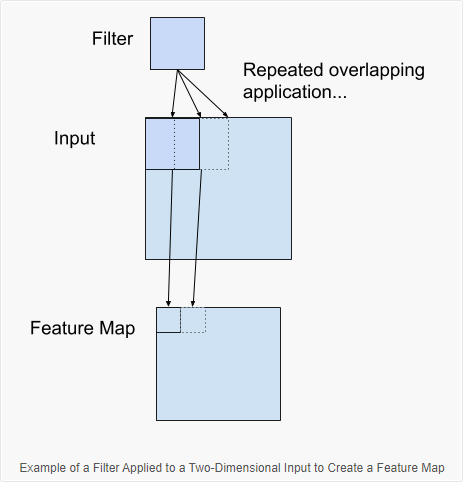 Filter
Repeated overlapping
application...
Input
Feature Map
Example of a Filter Applied to a Two-Dimensional Input to Create a Feature Map